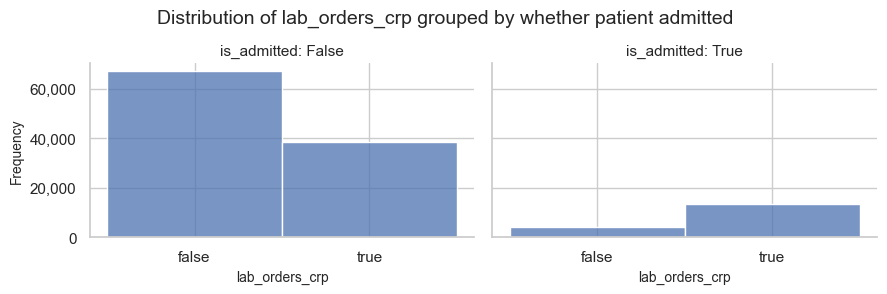 Distribution of lab_orders_crp grouped by whether patient admitted
is_admitted: False
is_admitted: True
Frequency
60,000
40,000
20,000
0
false
true
false
true
lab_orders_crp
lab_orders_crp